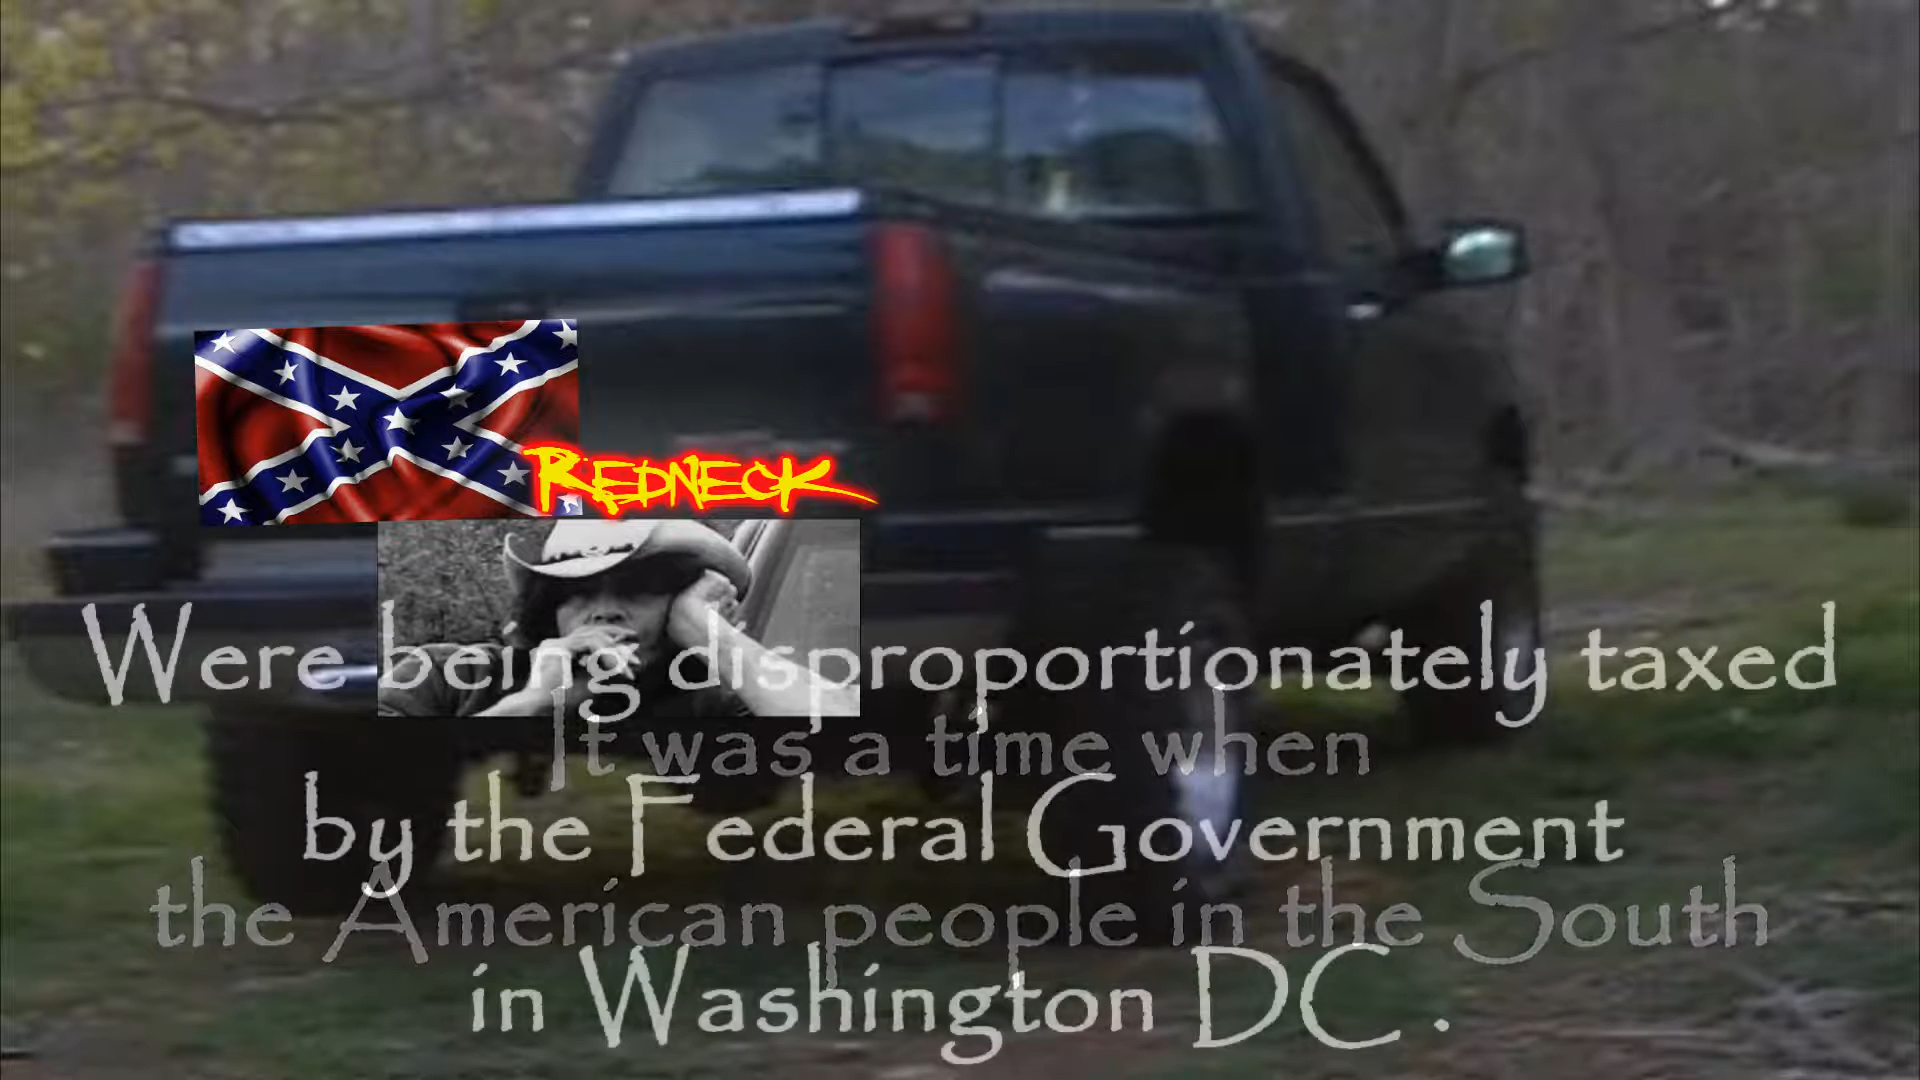 REDNECK
Were being disproportionately taxed
It was a time when
by the Federal Government
the American people in the South
in Washington DC .